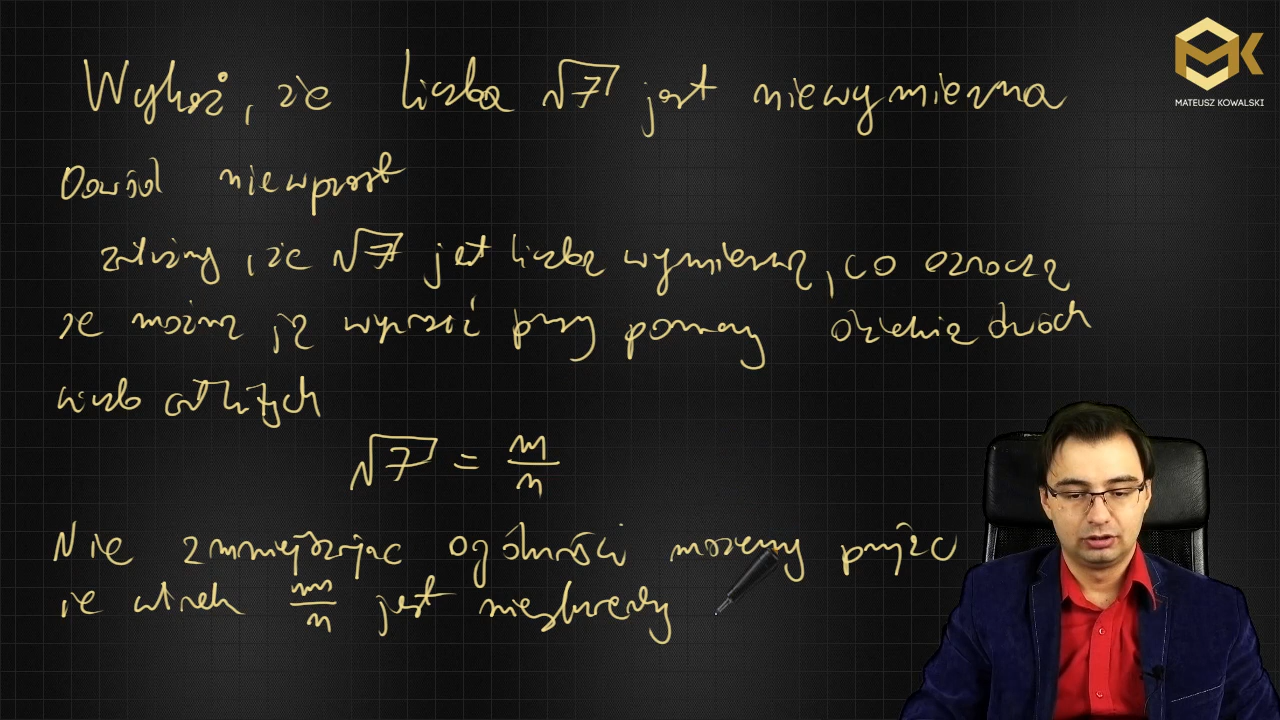 Wykaż, że liczba √7 jest niewymierna
MATEUSZ KOWALSKI
Dowód niewprost
załóżmy, że √7 jest liczbą wymierną, co oznacza
że można ją wyrazić przy pomocy dzielenia dwóch
liczb całkowitych
√7 = m/n
Nie zmniejszając ogólności możemy przyjąć
że ułamek m/n jest nieskracalny